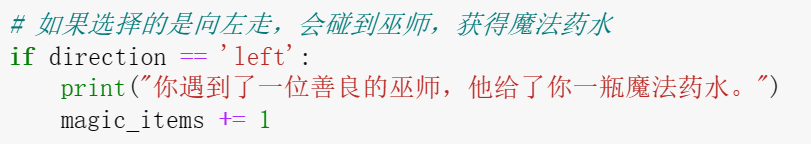 # 如果选择的是向左走，会碰到巫师，获得魔法药水
if direction == 'left':
    print("你遇到了一位善良的巫师，他给了你一瓶魔法药水。")
    magic_items += 1